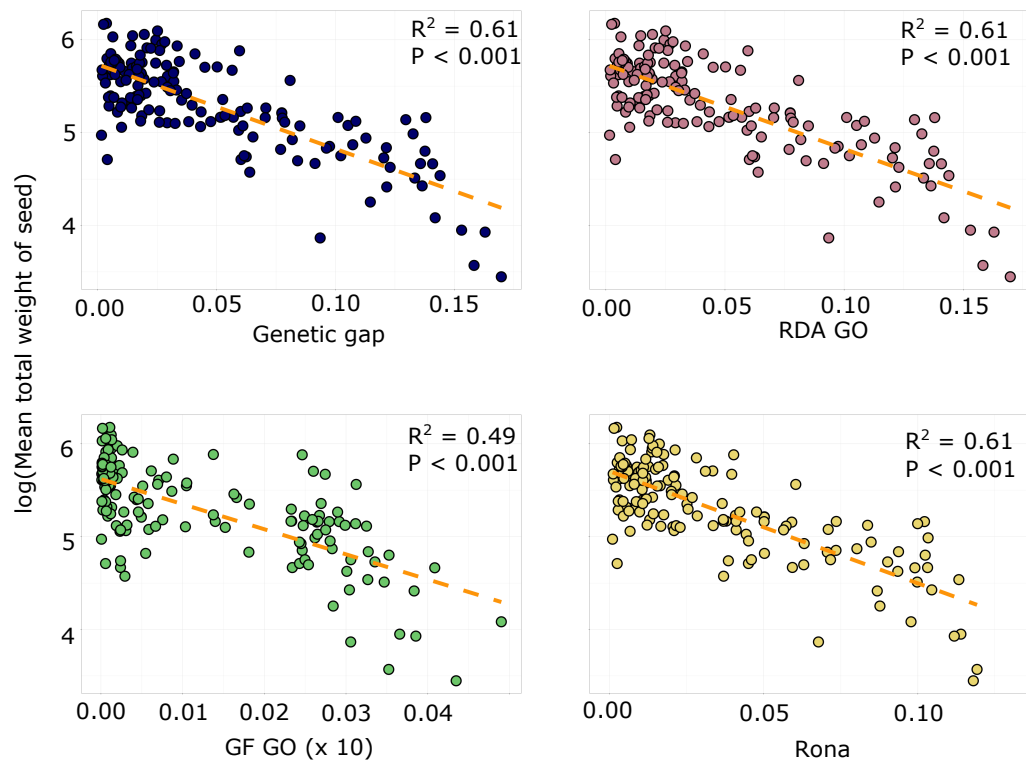 log(Mean total weight of seed)
R² = 0.61
P < 0.001
6
5
4
0.00 0.05 0.10 0.15
Genetic gap
R² = 0.61
P < 0.001
0.00 0.05 0.10 0.15
RDA GO
R² = 0.49
P < 0.001
6
5
4
0.00 0.01 0.02 0.03 0.04
GF GO (x 10)
R² = 0.61
P < 0.001
0.00 0.05 0.10
Rona